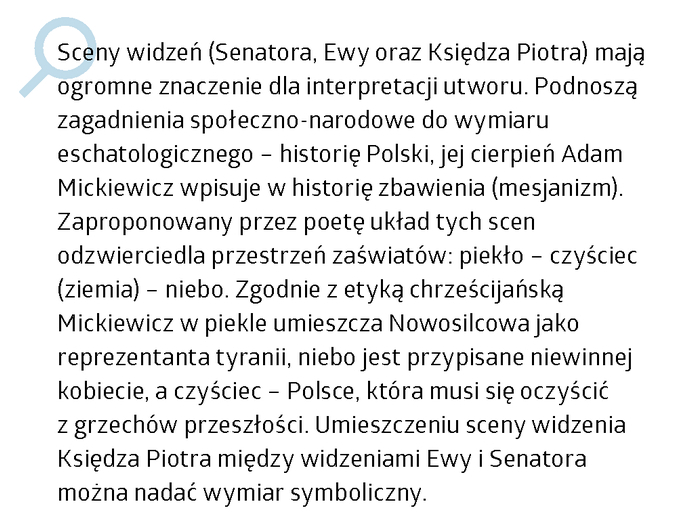 Sceny widzeń (Senatora, Ewy oraz Księdza Piotra) mają
ogromne znaczenie dla interpretacji utworu. Podnoszą
zagadnienia społeczno-narodowe do wymiaru
eschatologicznego – historię Polski, jej cierpień Adam
Mickiewicz wpisuje w historię zbawienia (mesjanizm).
Zaproponowany przez poetę układ tych scen
odzwierciedla przestrzeń zaświatów: piekło – czyściec
(ziemia) – niebo. Zgodnie z etyką chrześcijańską
Mickiewicz w piekle umieszcza Nowosilcowa jako
reprezentanta tyranii, niebo jest przypisane niewinnej
kobiecie, a czyściec – Polsce, która musi się oczyścić
z grzechów przeszłości. Umieszczeniu sceny widzenia
Księdza Piotra między widzeniami Ewy i Senatora
można nadać wymiar symboliczny.